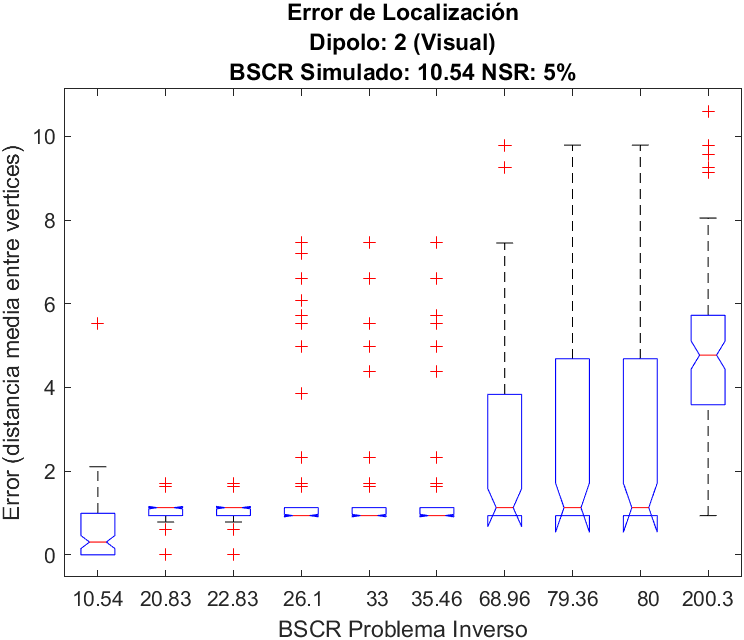 Error de Localización
Dipolo: 2 (Visual)
BSCR Simulado: 10.54 NSR: 5%
Error (distancia media entre vertices)
10
8
6
4
2
0
10.54 20.83 22.83 26.1 33 35.46 68.96 79.36 80 200.3
BSCR Problema Inverso